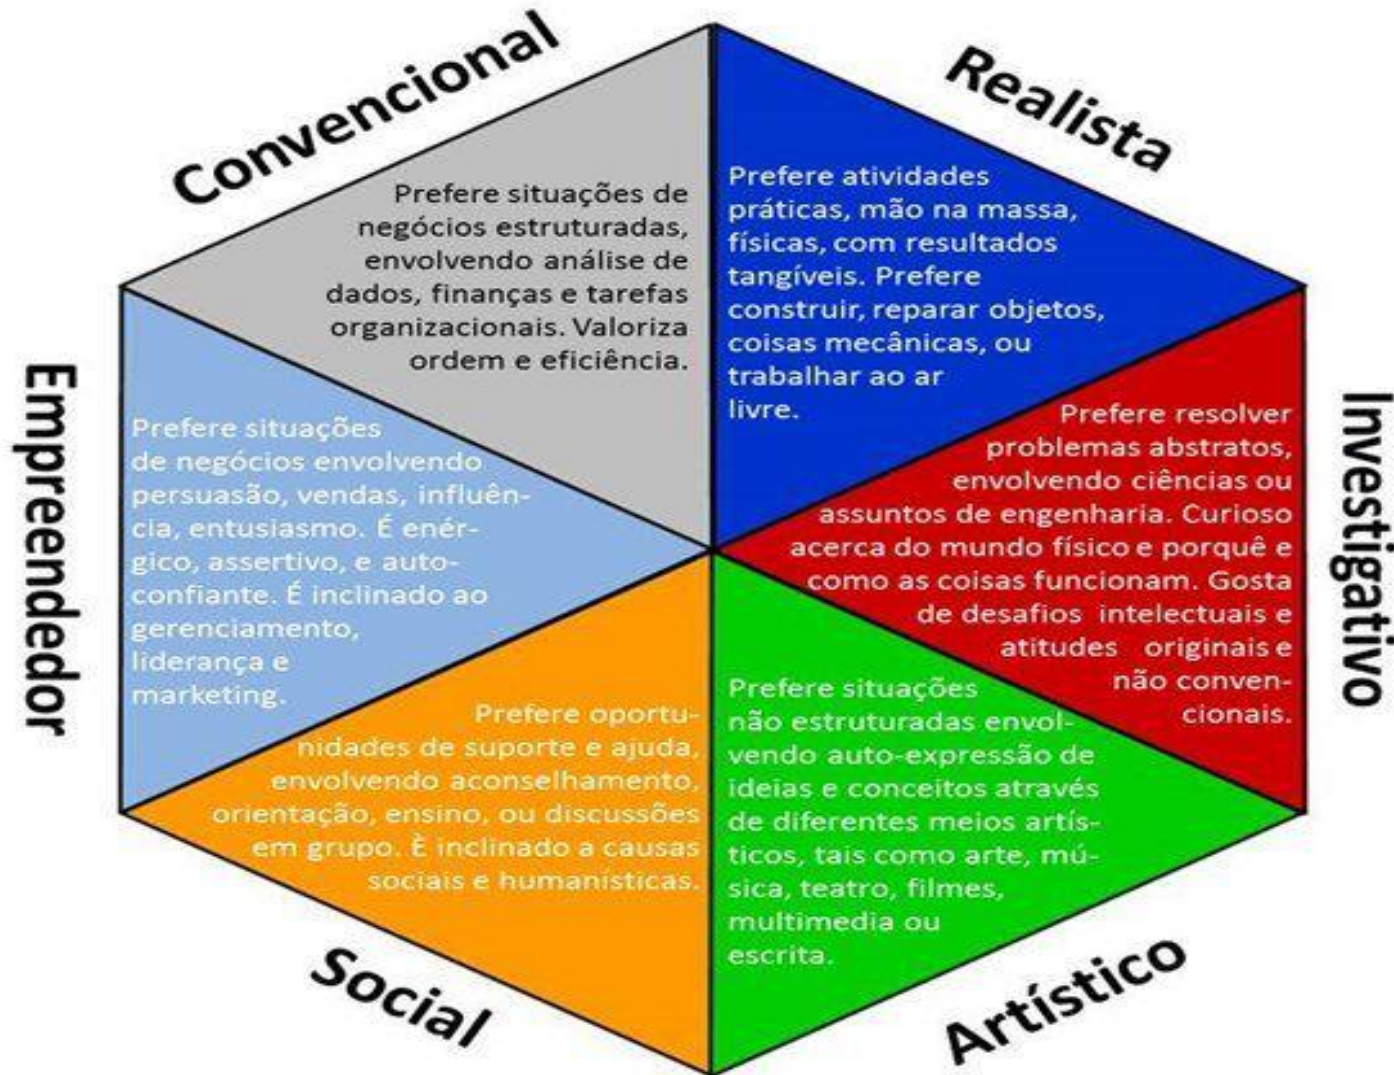 Convencional
Prefere situações de
negócios estruturadas,
envolvendo análise de
dados, finanças e tarefas
organizacionais. Valoriza
ordem e eficiência.
Realista
Prefere atividades
práticas, mão na massa,
físicas, com resultados
tangíveis. Prefere
construir, reparar objetos,
coisas mecânicas, ou
trabalhar ao ar
livre.
Investigativo
Prefere resolver
problemas abstratos,
envolvendo ciências ou
assuntos de engenharia. Curioso
acerca do mundo físico e porquê e
como as coisas funcionam. Gosta
de desafios intelectuais e
atitudes originais e
não conven-
cionais.
Artístico
Prefere situações
não estruturadas envol-
vendo auto-expressão de
ideias e conceitos através
de diferentes meios artís-
ticos, tais como arte, mú-
sica, teatro, filmes,
multimedia ou
escrita.
Social
Prefere oportu-
nidades de suporte e ajuda,
envolvendo aconselhamento,
orientação, ensino, ou discussões
em grupo. È inclinado a causas
sociais e humanísticas.
Empreendedor
Prefere situações
de negócios envolvendo
persuasão, vendas, influên-
cia, entusiasmo. É enér-
gico, assertivo, e auto-
confiante. É inclinado ao
gerenciamento,
liderança e
marketing.